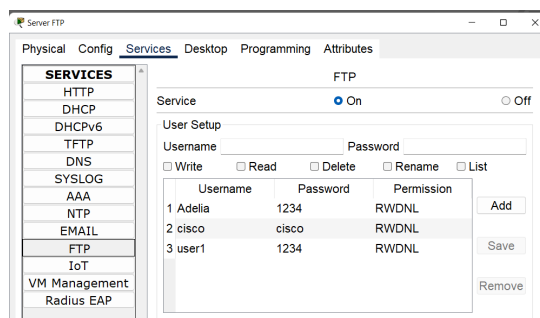 Server FTP
Physical Config Services Desktop Programming Attributes
SERVICES
HTTP
DHCP
DHCPv6
TFTP
DNS
SYSLOG
AAA
NTP
EMAIL
FTP
IoT
VM Management
Radius EAP
FTP
Service On Off
User Setup
Username Password
Write Read Delete Rename List
Username Password Permission
1 Adelia 1234 RWDNL
2 cisco cisco RWDNL
3 user1 1234 RWDNL
Add
Save
Remove